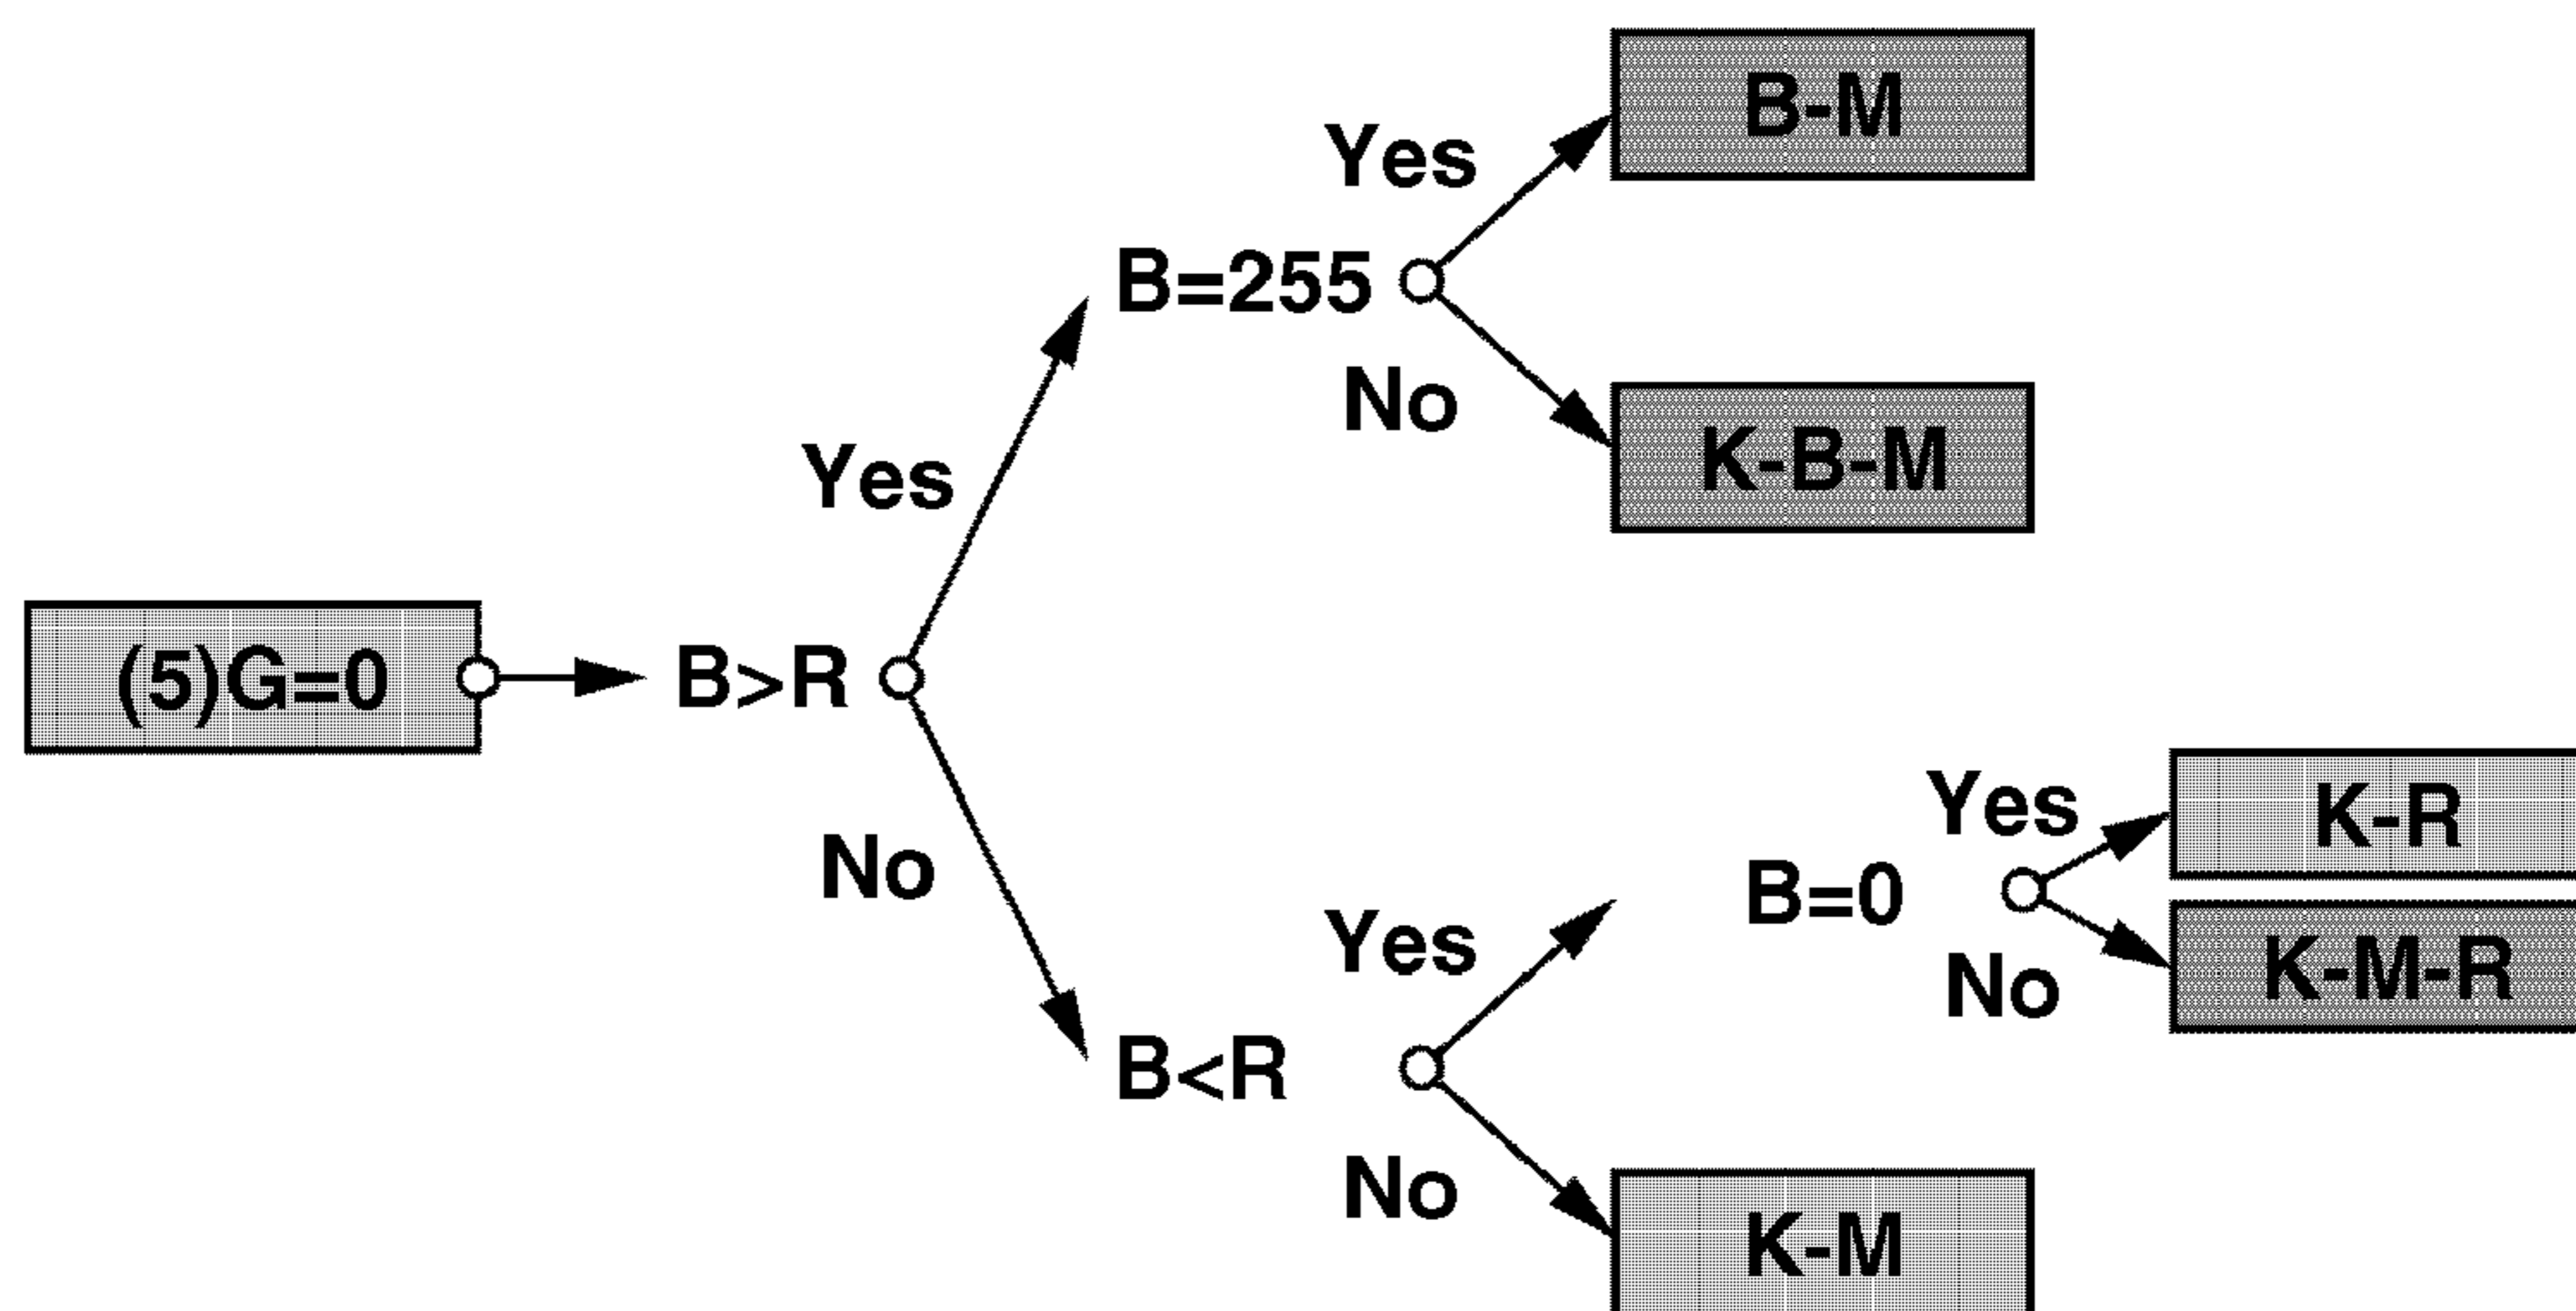 B-M
Yes
B=255
No
K-B-M
Yes
(5)G=0
B>R
No
Yes
K-R
B=0
K-M-R
No
Yes
B<R
No
K-M